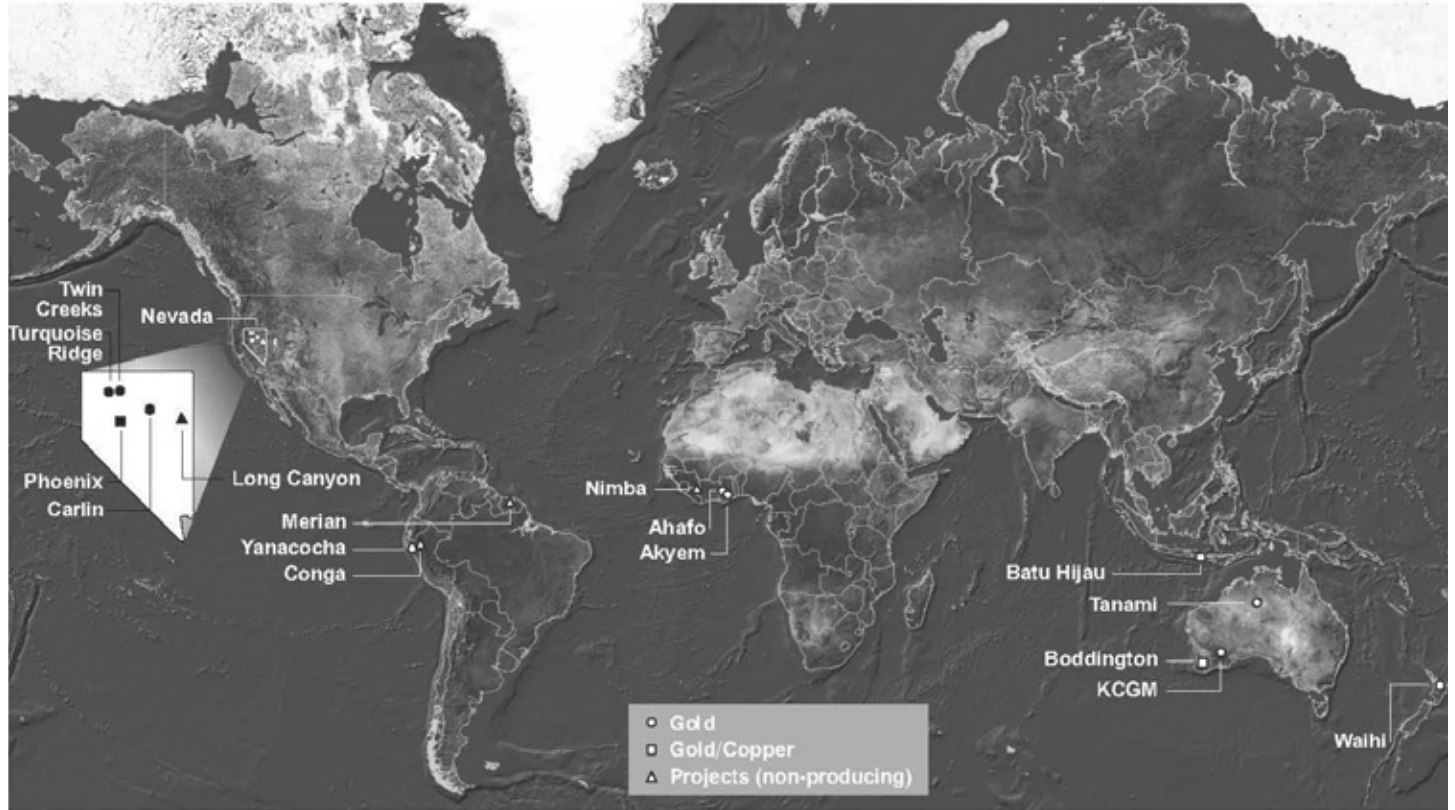 Twin
Creeks
Turquoise
Ridge
Nevada
Phoenix
Carlin
Long Canyon
Merian
Yanacocha
Conga
Nimba
Ahafo
Akyem
Batu Hijau
Tanami
Boddington
KCGM
Waihi
Gold
Gold/Copper
Projects (non-producing)